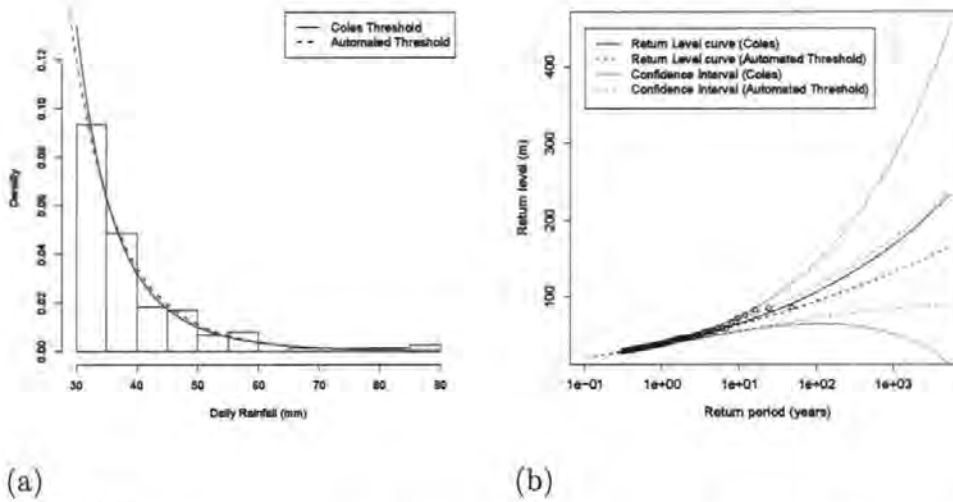 Coles Threshold
Automated Threshold
0.12
0.10
0.08
0.06
0.04
0.02
0.00
Density
30 40 50 60 70 80 90
Daily Rainfall (mm)
(a)
Return Level curve (Coles)
Return Level curve (Automated Threshold)
Confidence Interval (Coles)
Confidence Interval (Automated Threshold)
400
300
200
100
Return level (m)
1e−01 1e+00 1e+01 1e+02 1e+03
Return period (years)
(b)